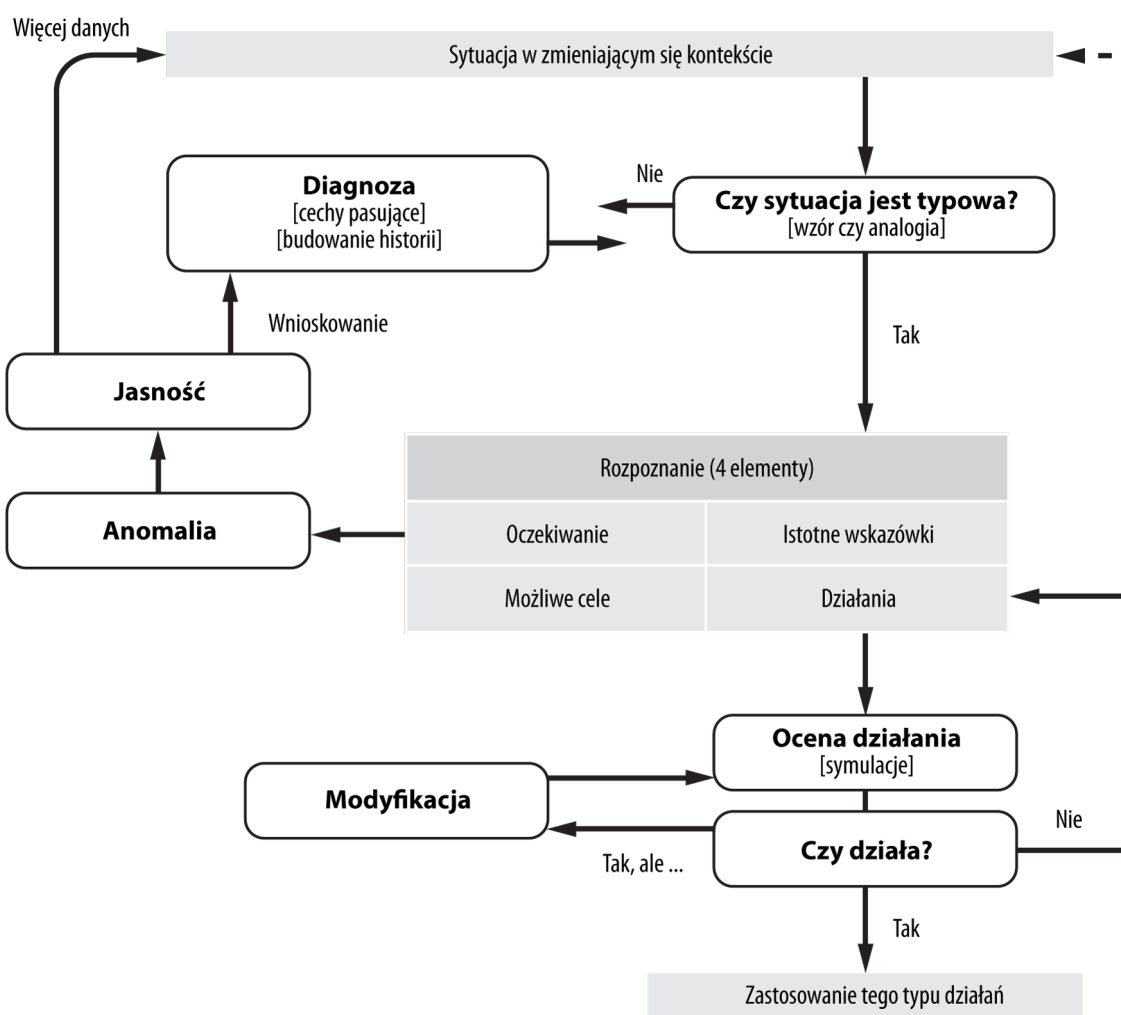 Więcej danych
Sytuacja w zmieniającym się kontekście
Diagnoza
[cechy pasujące]
[budowanie historii]
Nie
Czy sytuacja jest typowa?
[wzór czy analogia]
Wnioskowanie
Tak
Jasność
Rozpoznanie (4 elementy)
Anomalia
Oczekiwanie
Istotne wskazówki
Możliwe cele
Działania
Ocena działania
[symulacje]
Modyfikacja
Czy działa?
Nie
Tak, ale ...
Tak
Zastosowanie tego typu działań